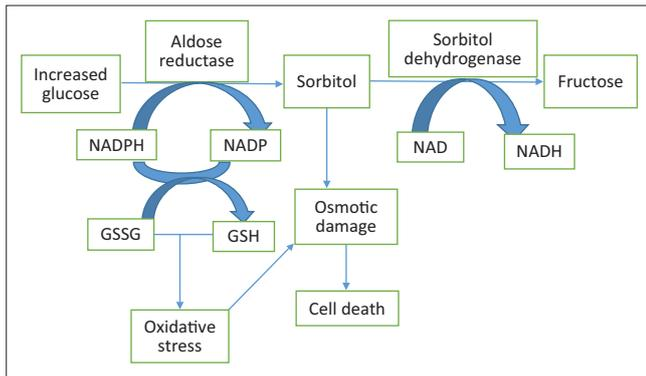 Aldose
reductase
Sorbitol
dehydrogenase
Increased
glucose
Sorbitol
Fructose
NADPH
NADP
NAD
NADH
GSSG
GSH
Osmotic
damage
Cell death
Oxidative
stress